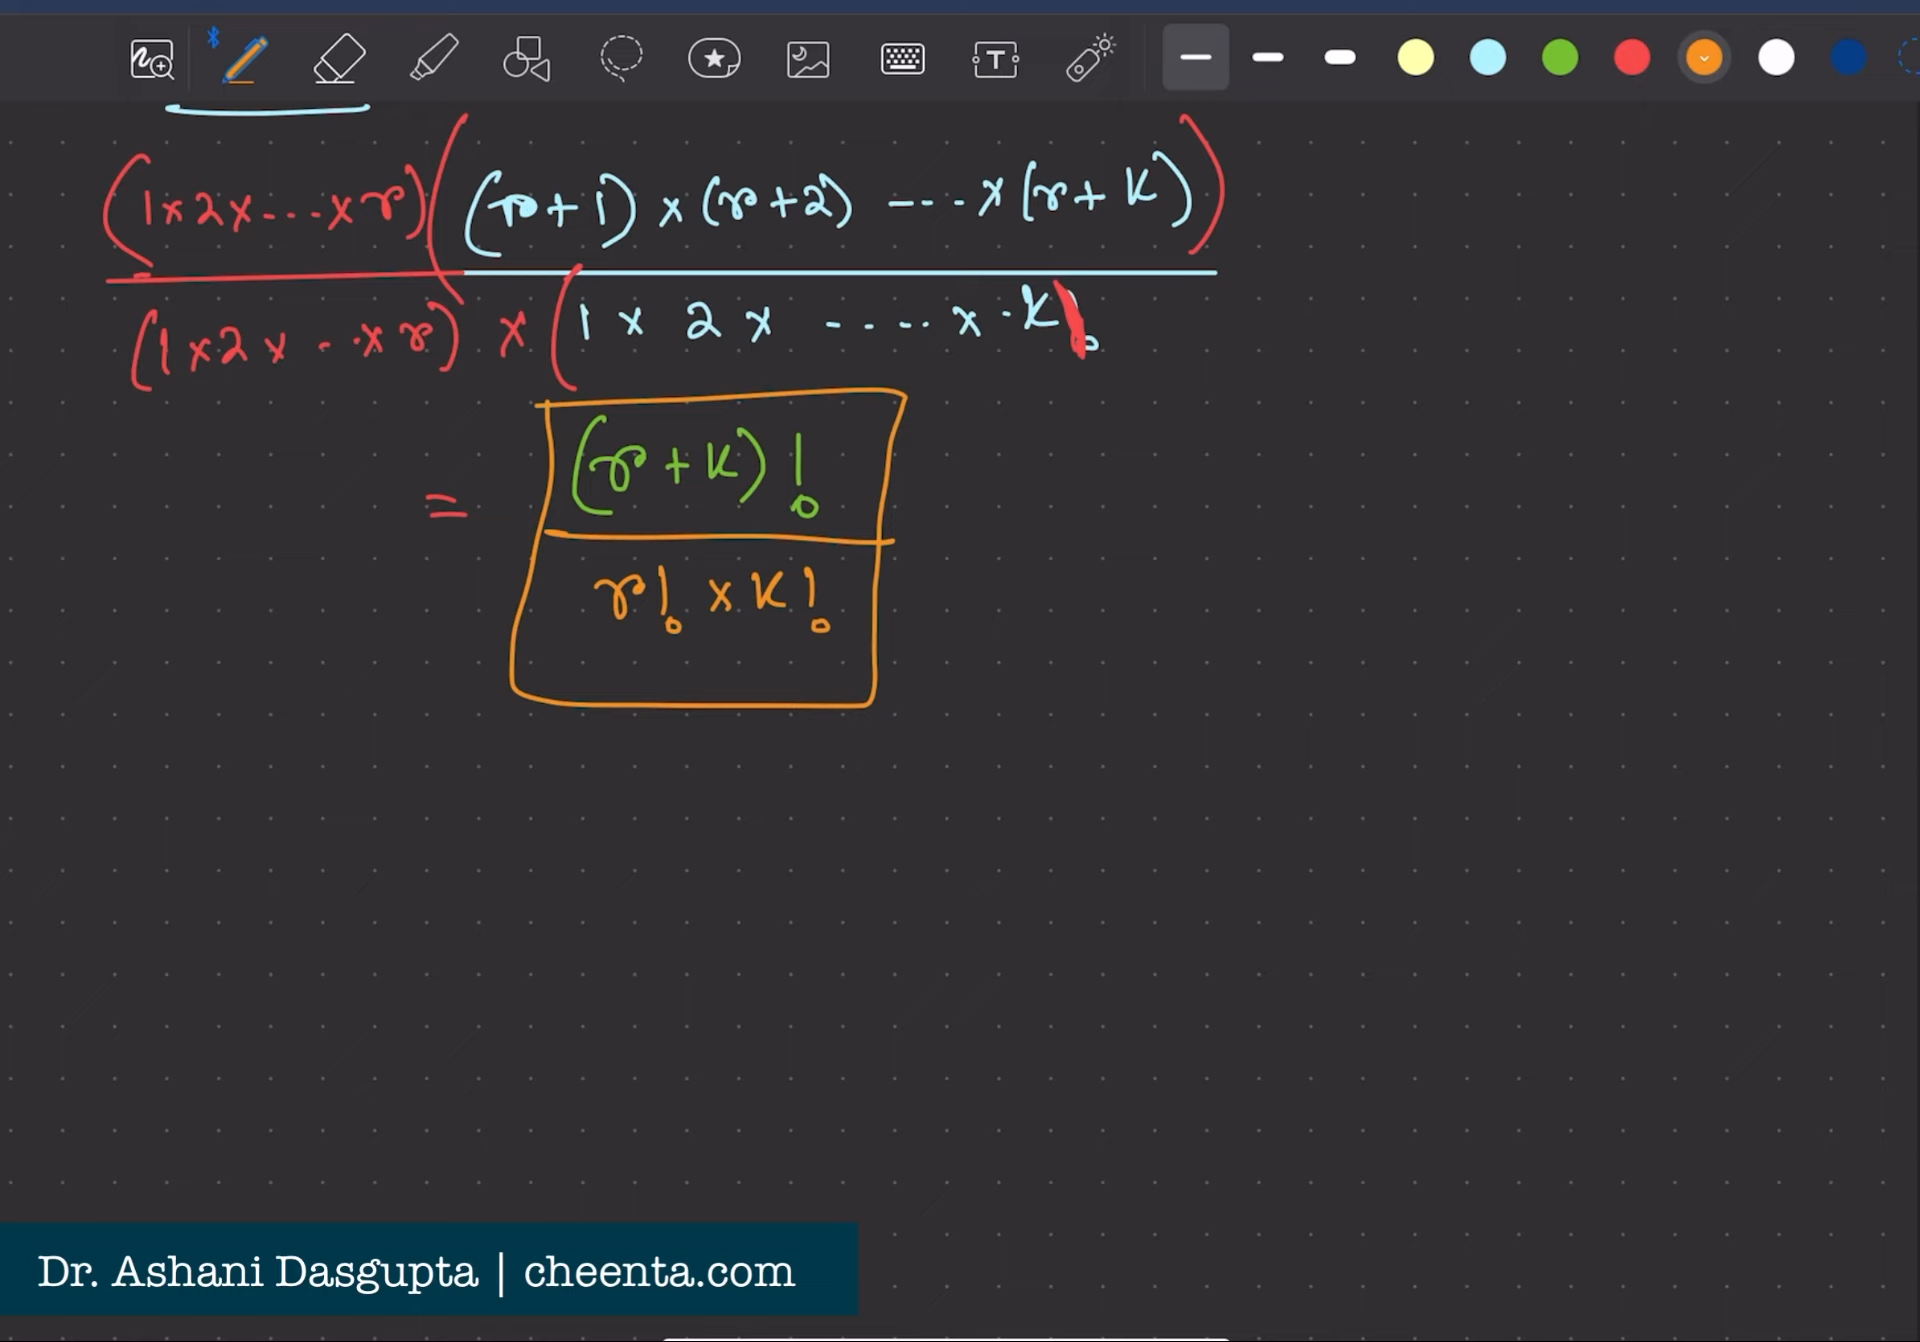 (1×2×---×r)((r+1)×(r+2) ----×(r+k))
(1×2×--×r) × (1×2×----×k)
= (r+k)!
r! × k!
Dr. Ashani Dasgupta | cheenta.com